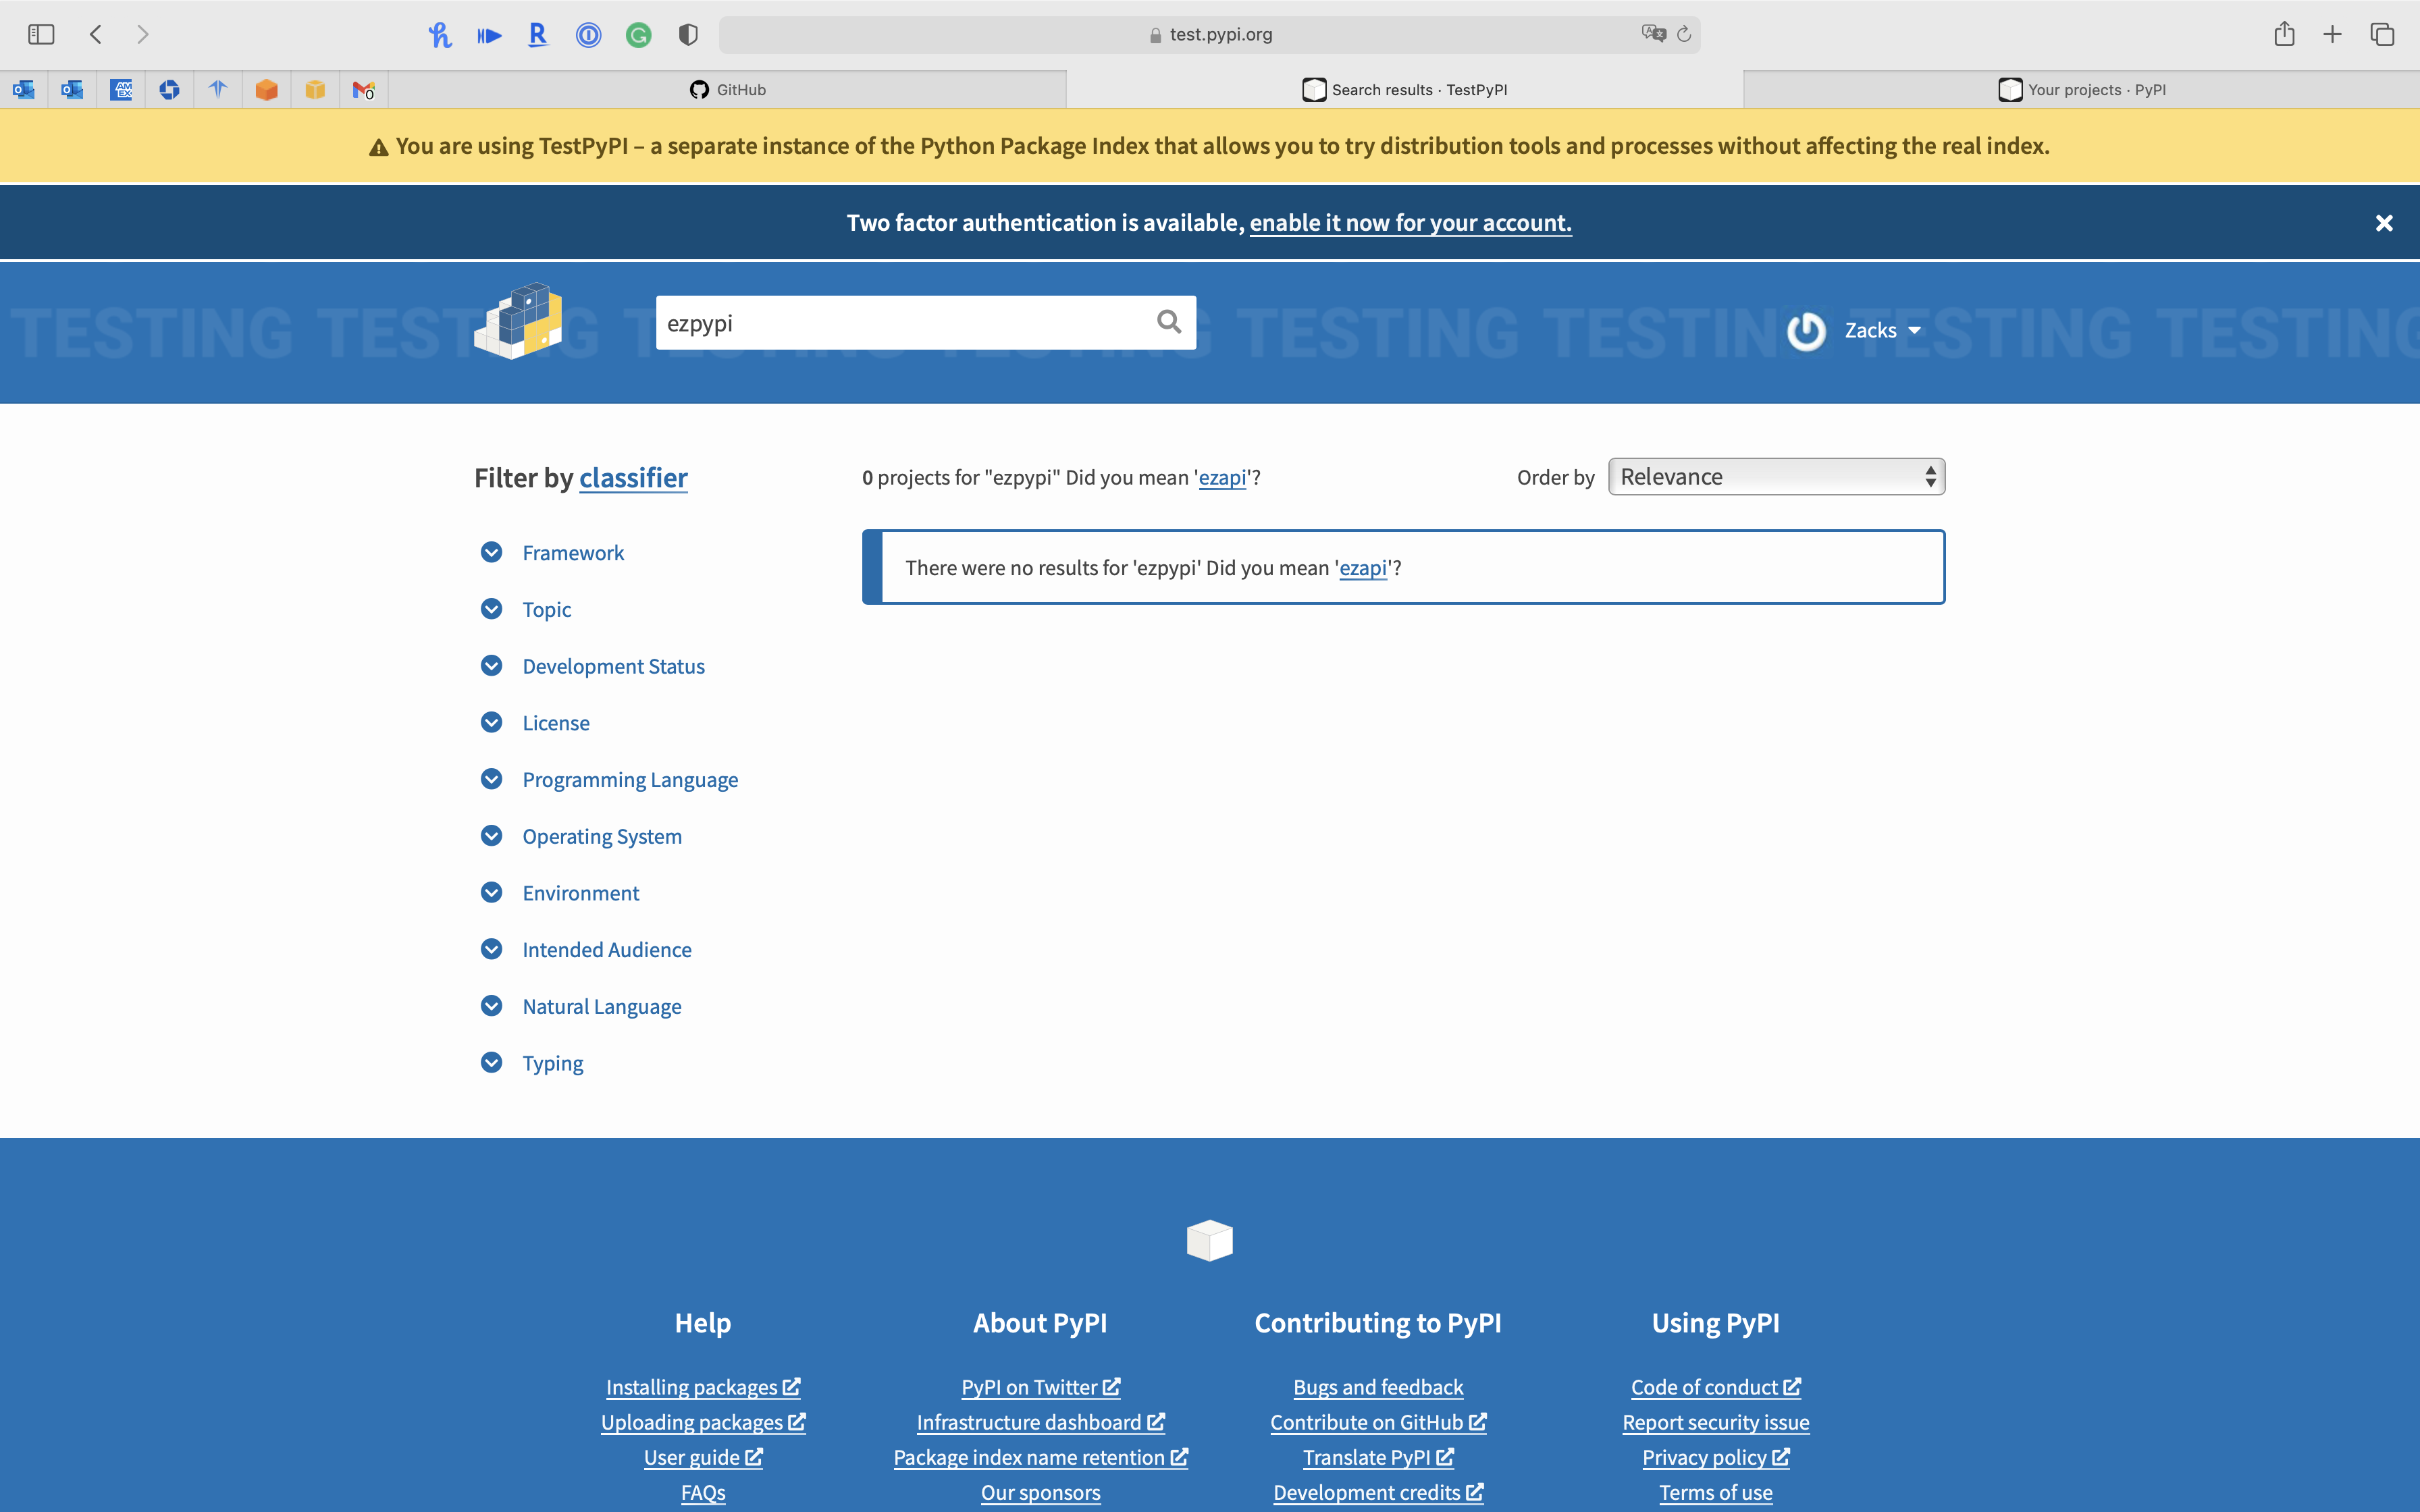 test.pypi.org
AM
EX
0
GitHub
Search results · TestPyPI
Your projects · PyPI
You are using TestPyPI – a separate instance of the Python Package Index that allows you to try distribution tools and processes without affecting the real index.
Two factor authentication is available, enable it now for your account.
ezpypi
Zacks
TESTING TESTING TESTING TESTING TESTING TESTING TESTING TESTING
Filter by classifier
0 projects for "ezpypi" Did you mean 'ezapi'?
Order by Relevance
There were no results for 'ezpypi' Did you mean 'ezapi'?
Framework
Topic
Development Status
License
Programming Language
Operating System
Environment
Intended Audience
Natural Language
Typing
Help
Installing packages
Uploading packages
User guide
FAQs
About PyPI
PyPI on Twitter
Infrastructure dashboard
Package index name retention
Our sponsors
Contributing to PyPI
Bugs and feedback
Contribute on GitHub
Translate PyPI
Development credits
Using PyPI
Code of conduct
Report security issue
Privacy policy
Terms of use